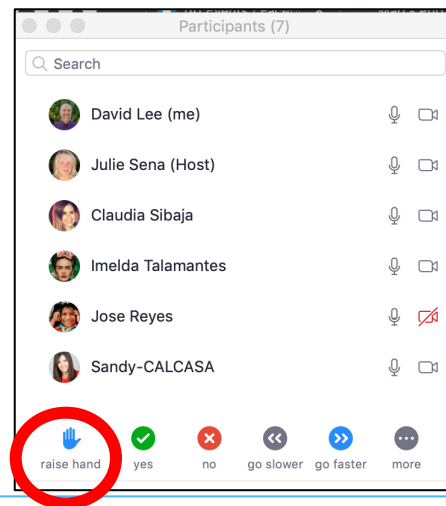 Participants (7)
Search
David Lee (me)
Julie Sena (Host)
Claudia Sibaja
Imelda Talamantes
Jose Reyes
Sandy-CALCASA
raise hand yes no go slower go faster more